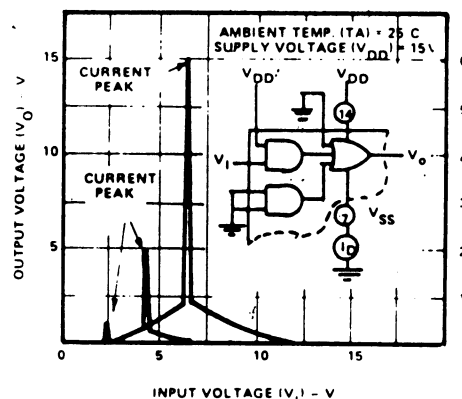 AMBIENT TEMP. (TA) = 25 C
SUPPLY VOLTAGE (VDD) = 15
15
CURRENT
PEAK
VDD
VDD
14
10
VI
Vo
CURRENT
PEAK
VSS
7
5
ID
0
5
10
15
OUTPUT VOLTAGE (VO) - V
INPUT VOLTAGE (V,) - V